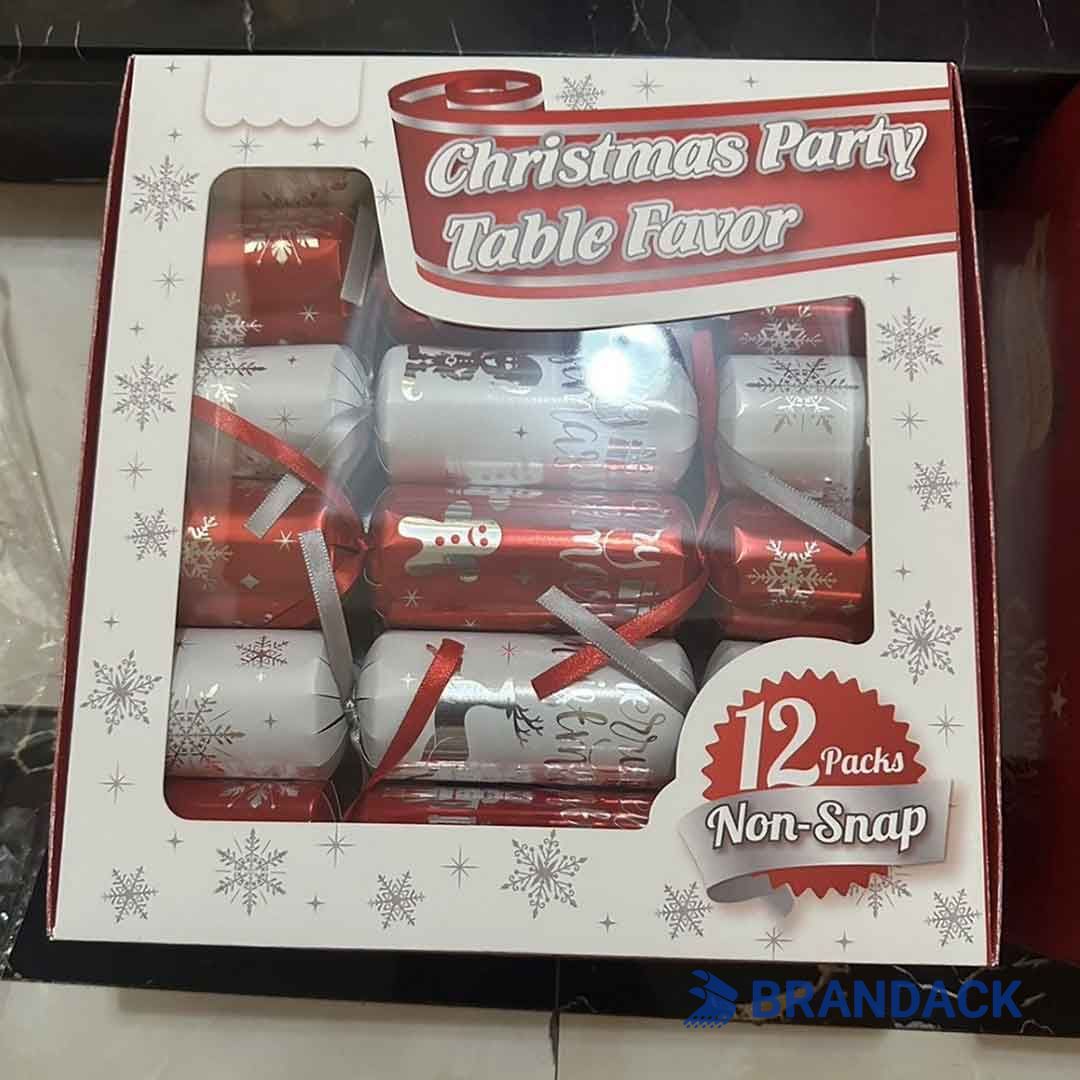 Christmas Party
Table Favor
12 Packs
Non-Snap
BRANDACK